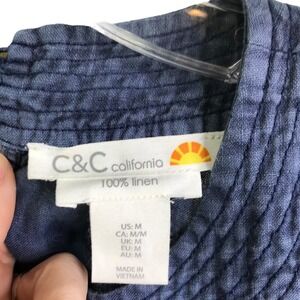 C&C california
100% linen
US: M
CA: M/M
UK: M
EU: M
AU: M
MADE IN
VIETNAM